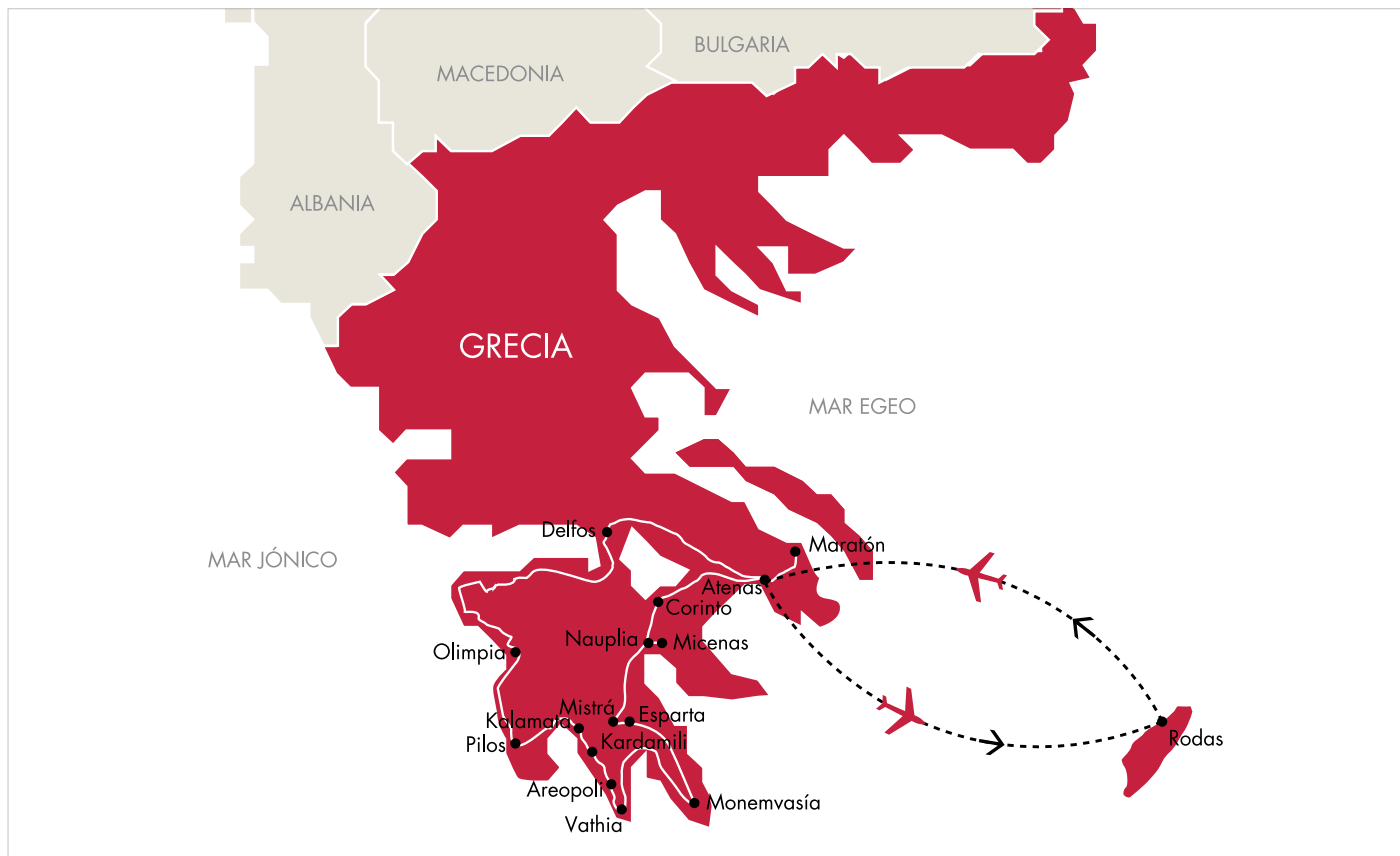 BULGARIA
MACEDONIA
ALBANIA
GRECIA
MAR EGEO
MAR JÓNICO
Delfos
Maratón
Atenas
Corinto
Nauplia
Micenas
Olimpia
Mistrá
Esparta
Kalamata
Pilos
Kardamili
Rodas
Areopoli
Monemvasía
Vathia